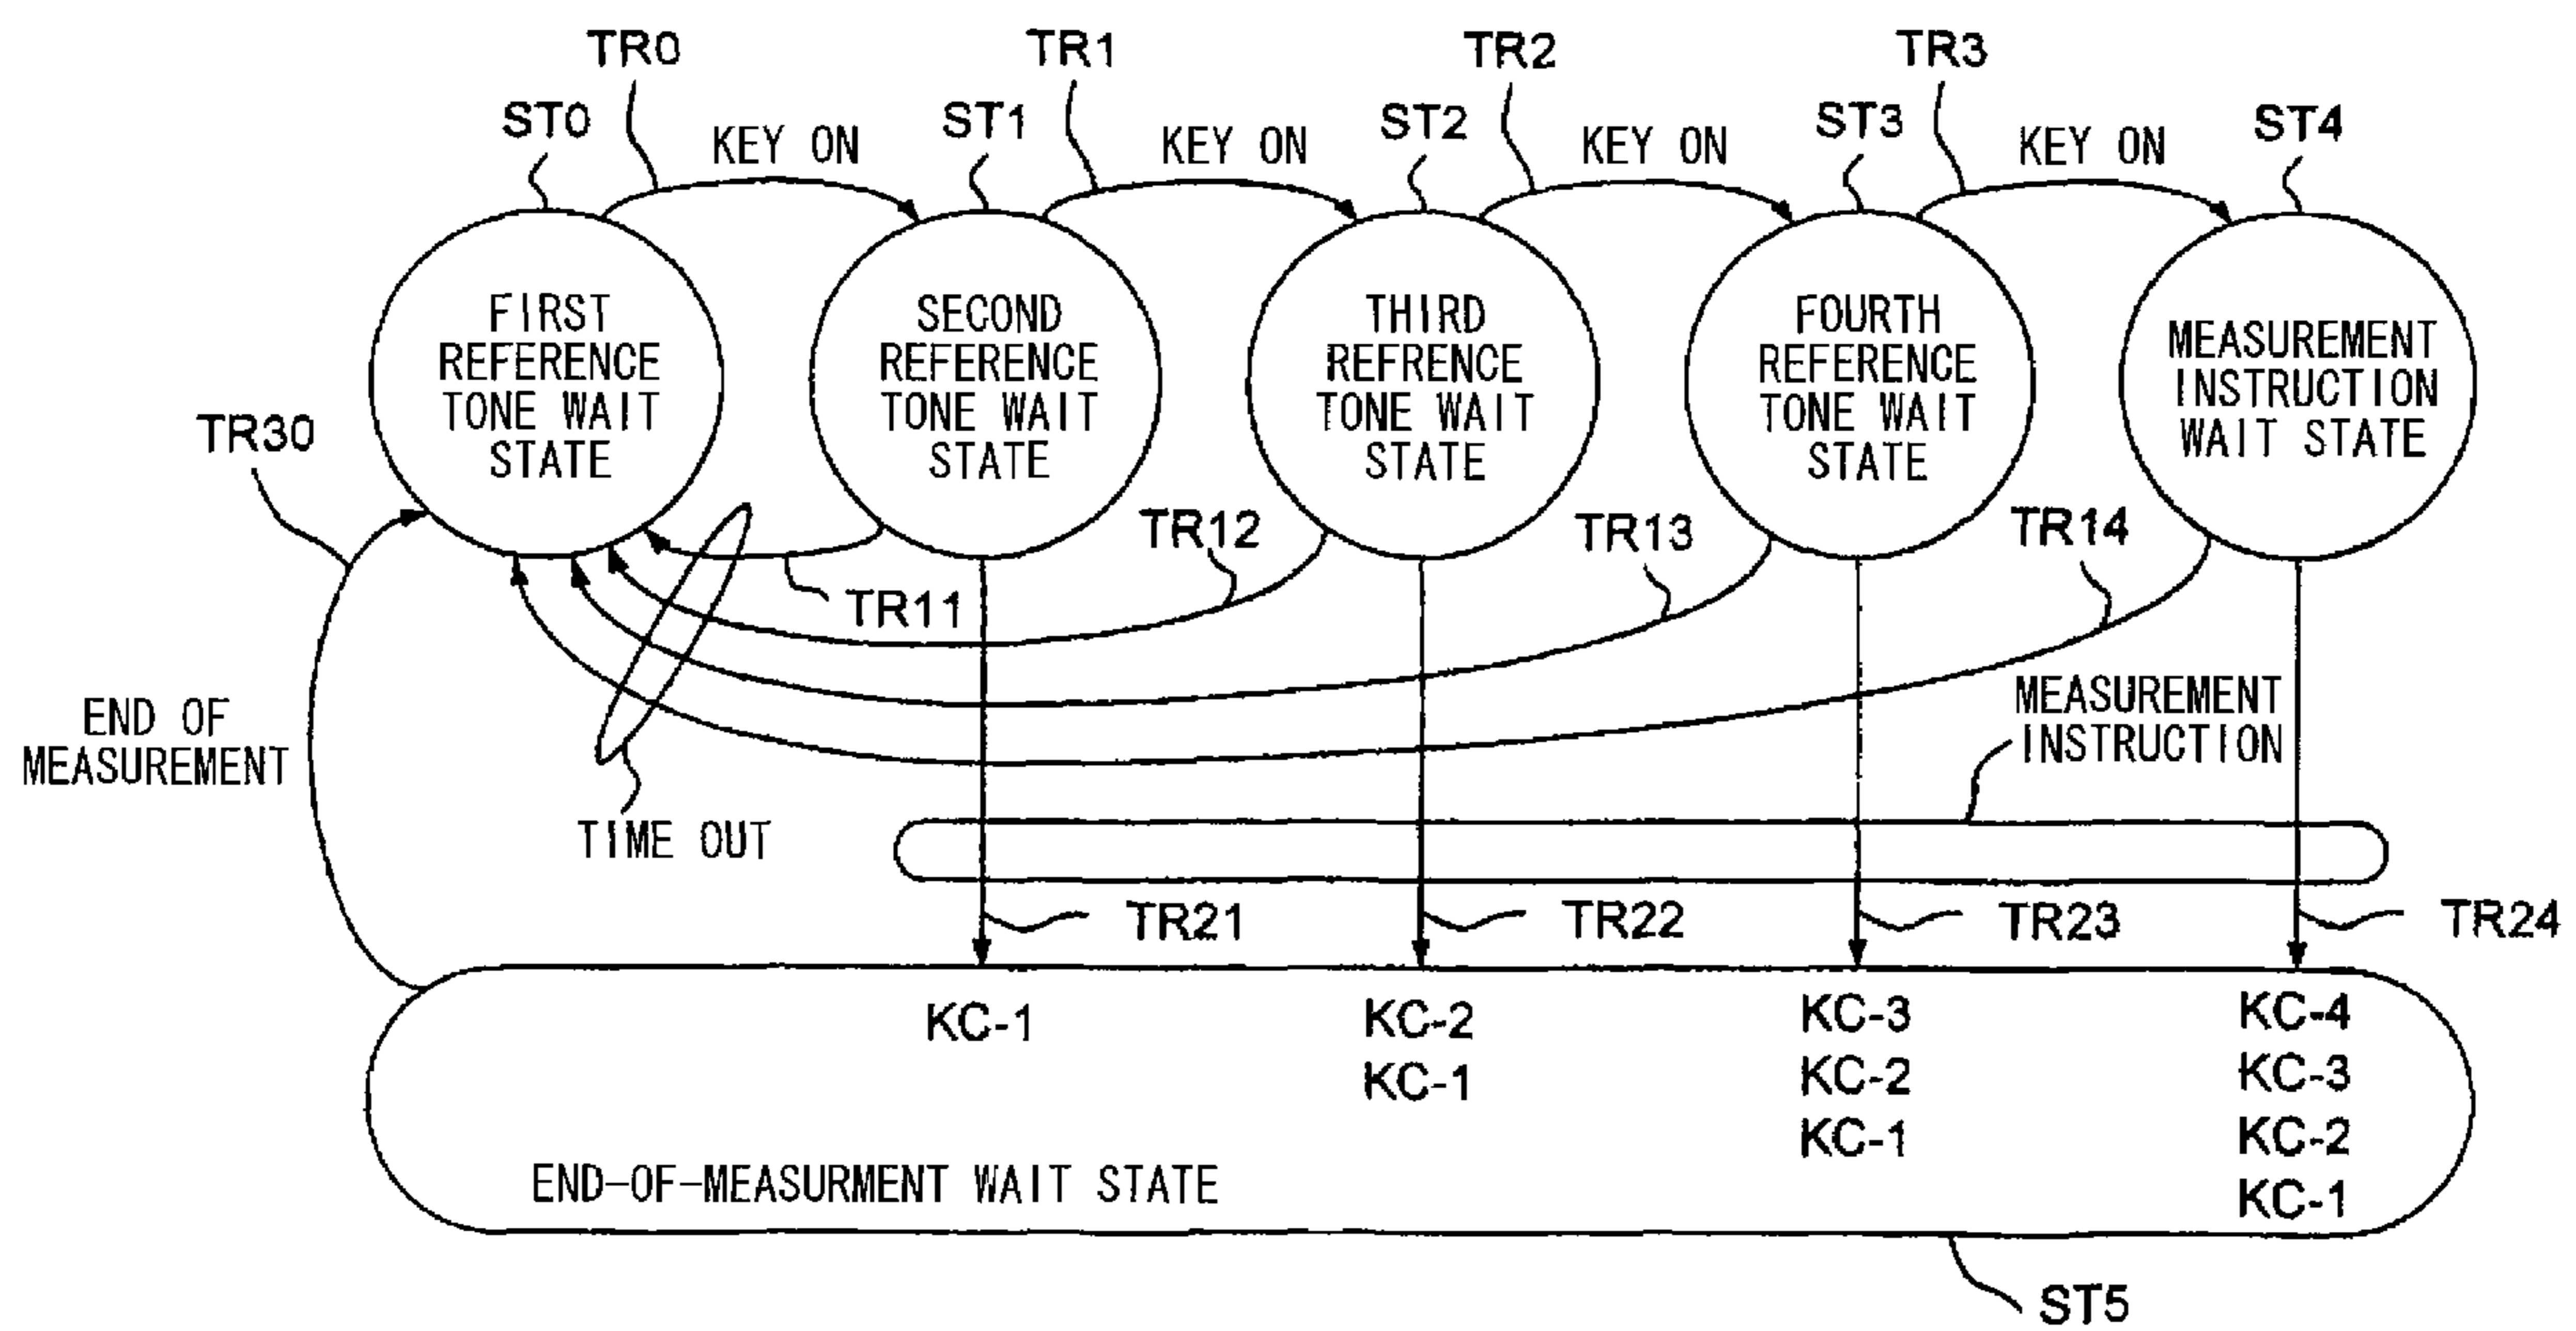 TR0
TR1
TR2
TR3
ST0
KEY ON
ST1
KEY ON
ST2
KEY ON
ST3
KEY ON
ST4
FIRST
REFERENCE
TONE WAIT
STATE
SECOND
REFERENCE
TONE WAIT
STATE
THIRD
REFRENCE
TONE WAIT
STATE
FOURTH
REFERENCE
TONE WAIT
STATE
MEASUREMENT
INSTRUCTION
WAIT STATE
TR30
TR11
TR12
TR13
TR14
END OF
MEASUREMENT
TIME OUT
MEASUREMENT
INSTRUCTION
TR21
TR22
TR23
TR24
KC-1
KC-2
KC-1
KC-3
KC-2
KC-1
KC-4
KC-3
KC-2
KC-1
END-OF-MEASURMENT WAIT STATE
ST5